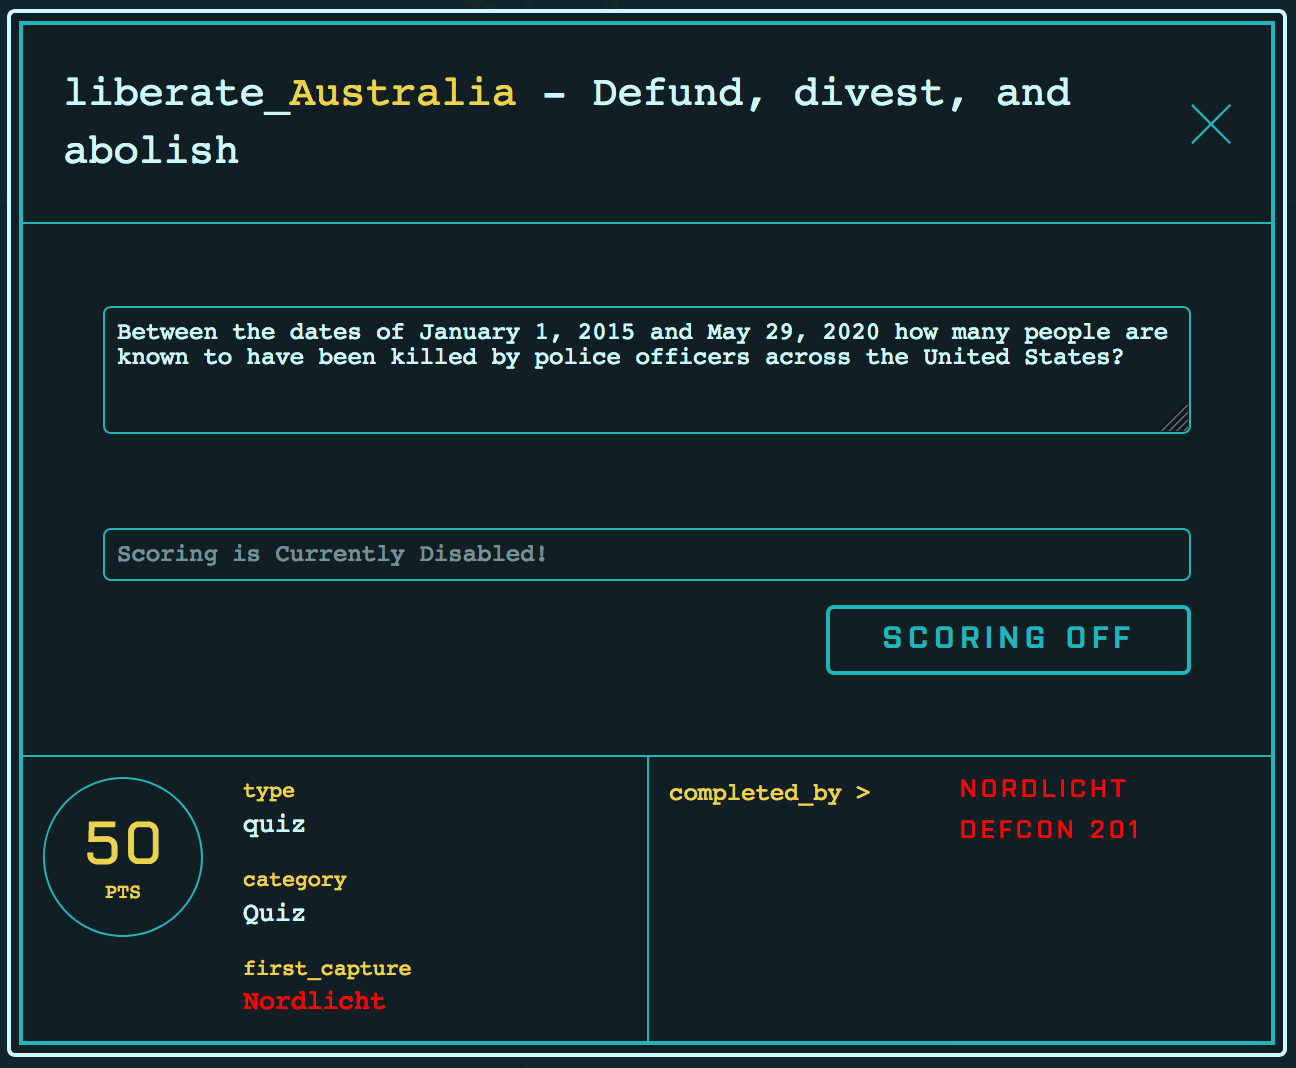 liberate_Australia - Defund, divest, and
abolish
Between the dates of January 1, 2015 and May 29, 2020 how many people are
known to have been killed by police officers across the United States?
Scoring is Currently Disabled!
SCORING OFF
50
PTS
type
quiz
category
Quiz
first_capture
Nordlicht
completed_by >
NORDLICHT
DEFCON 201